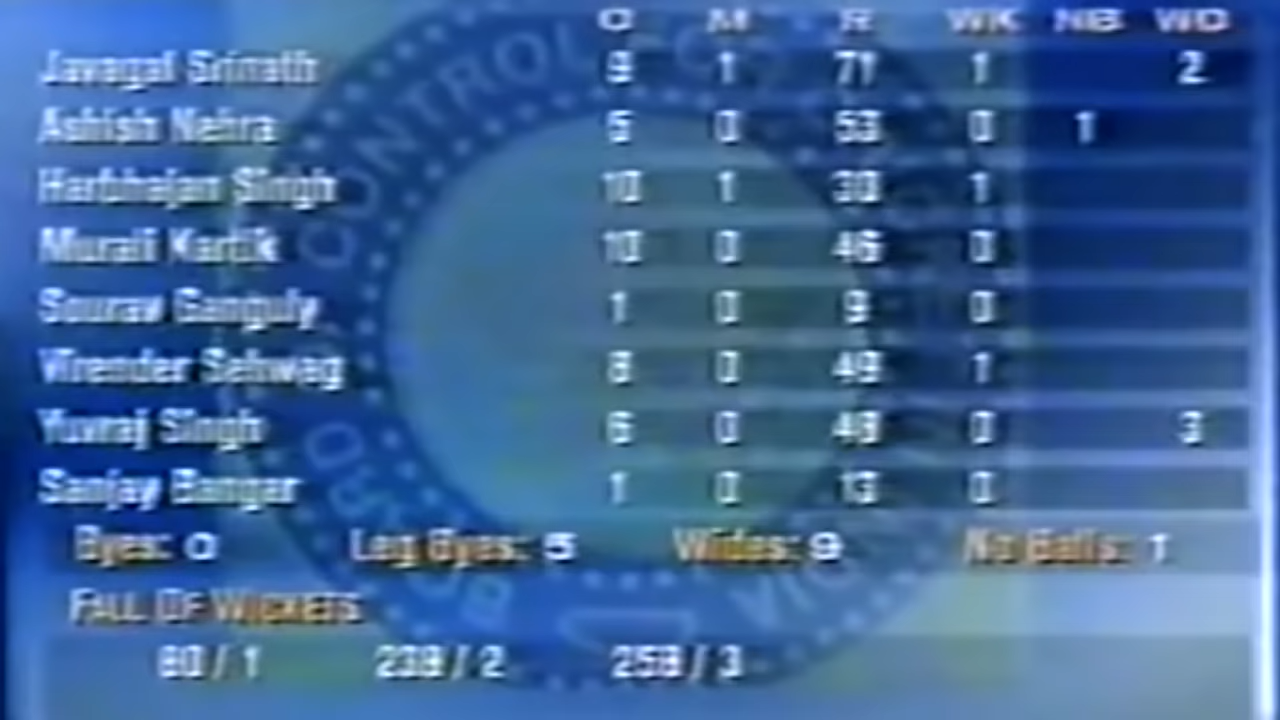 O M R WK NB WD
Javagal Srinath 9 1 71 1 2
Ashish Nehra 5 0 53 0 1
Harbhajan Singh 10 1 30 1
Murali Kartik 10 0 46 0
Sourav Ganguly 1 0 9 0
Virender Sehwag 8 0 49 1
Yuvraj Singh 6 0 48 0 3
Sanjay Bangar 1 0 13 0
Byes: 0 Leg Byes: 5 Wides: 9 No Balls: 1
FALL OF WICKETS
80 / 1 239 / 2 / 3
CONTROL